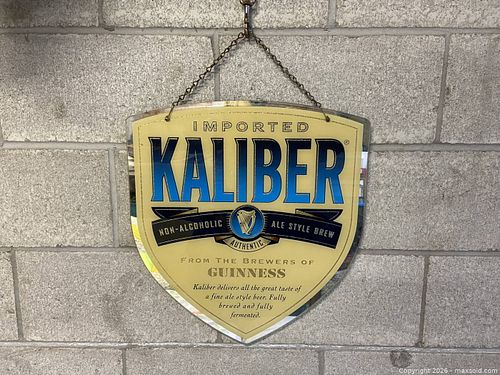 IMPORTED
KALIBER®
NON-ALCOHOLIC ALE STYLE BREW
AUTHENTIC
FROM THE BREWERS OF
GUINNESS
Kaliber delivers all the great taste of
a fine ale style beer. Fully
brewed and fully
fermented.
Copyright 2026 - maxsold.com